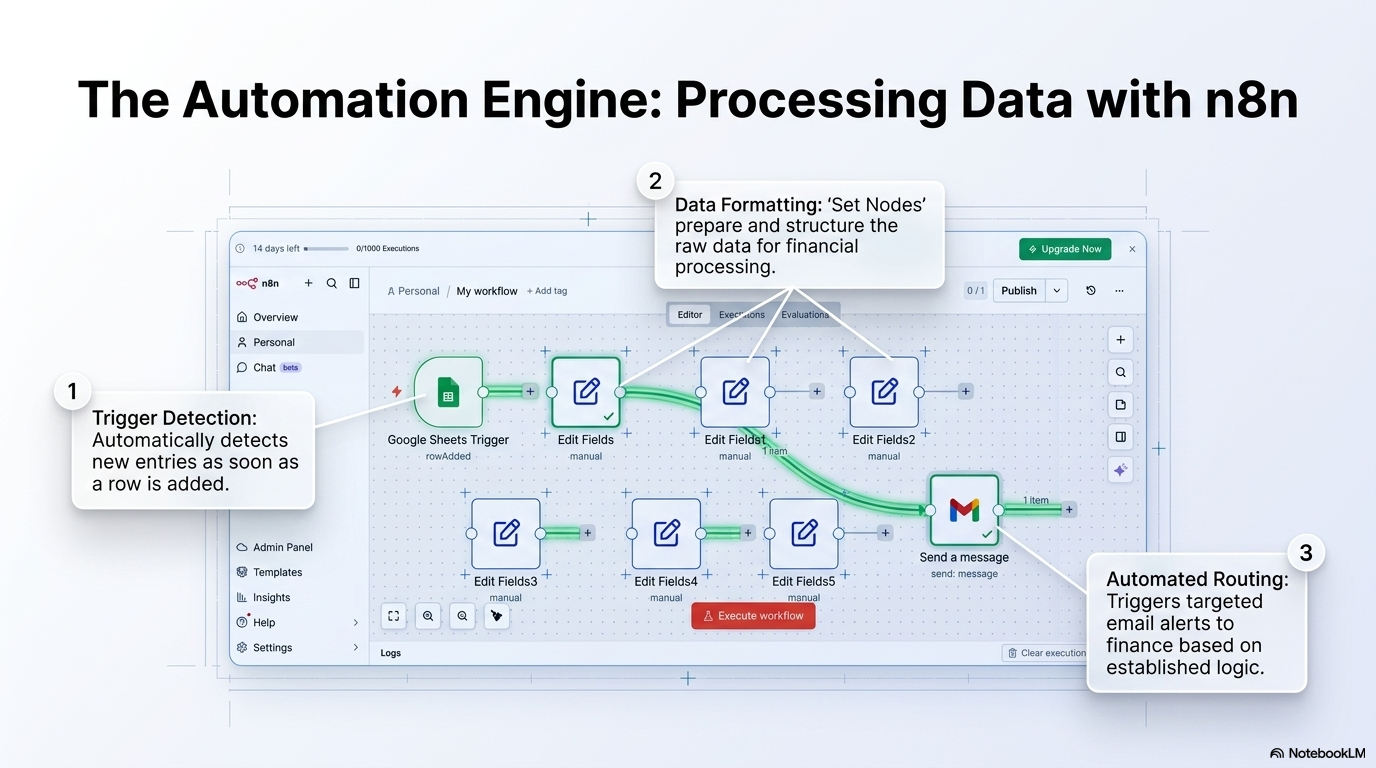 The Automation Engine: Processing Data with n8n
2
Data Formatting: ‘Set Nodes’
prepare and structure the
raw data for financial
processing.
14 days left
0/1000 Executions
Upgrade Now
n8n
Personal / My workflow + Add tag
0 / 1
Publish
Editor
Executions
Evaluations
Overview
Personal
Chat
1
Trigger Detection:
Automatically detects
new entries as soon as
a row is added.
Google Sheets Trigger
rowAdded
Edit Fields
manual
manual
1 item
Edit Fields2
manual
Edit Fields3
manual
Edit Fields4
manual
Edit Fields5
manual
1 item
Send a message
send: message
3
Automated Routing:
Triggers targeted
email alerts to
finance based on
established logic.
Admin Panel
Templates
Insights
Help
Settings
Execute workflow
Logs
Clear execution
NotebookLM